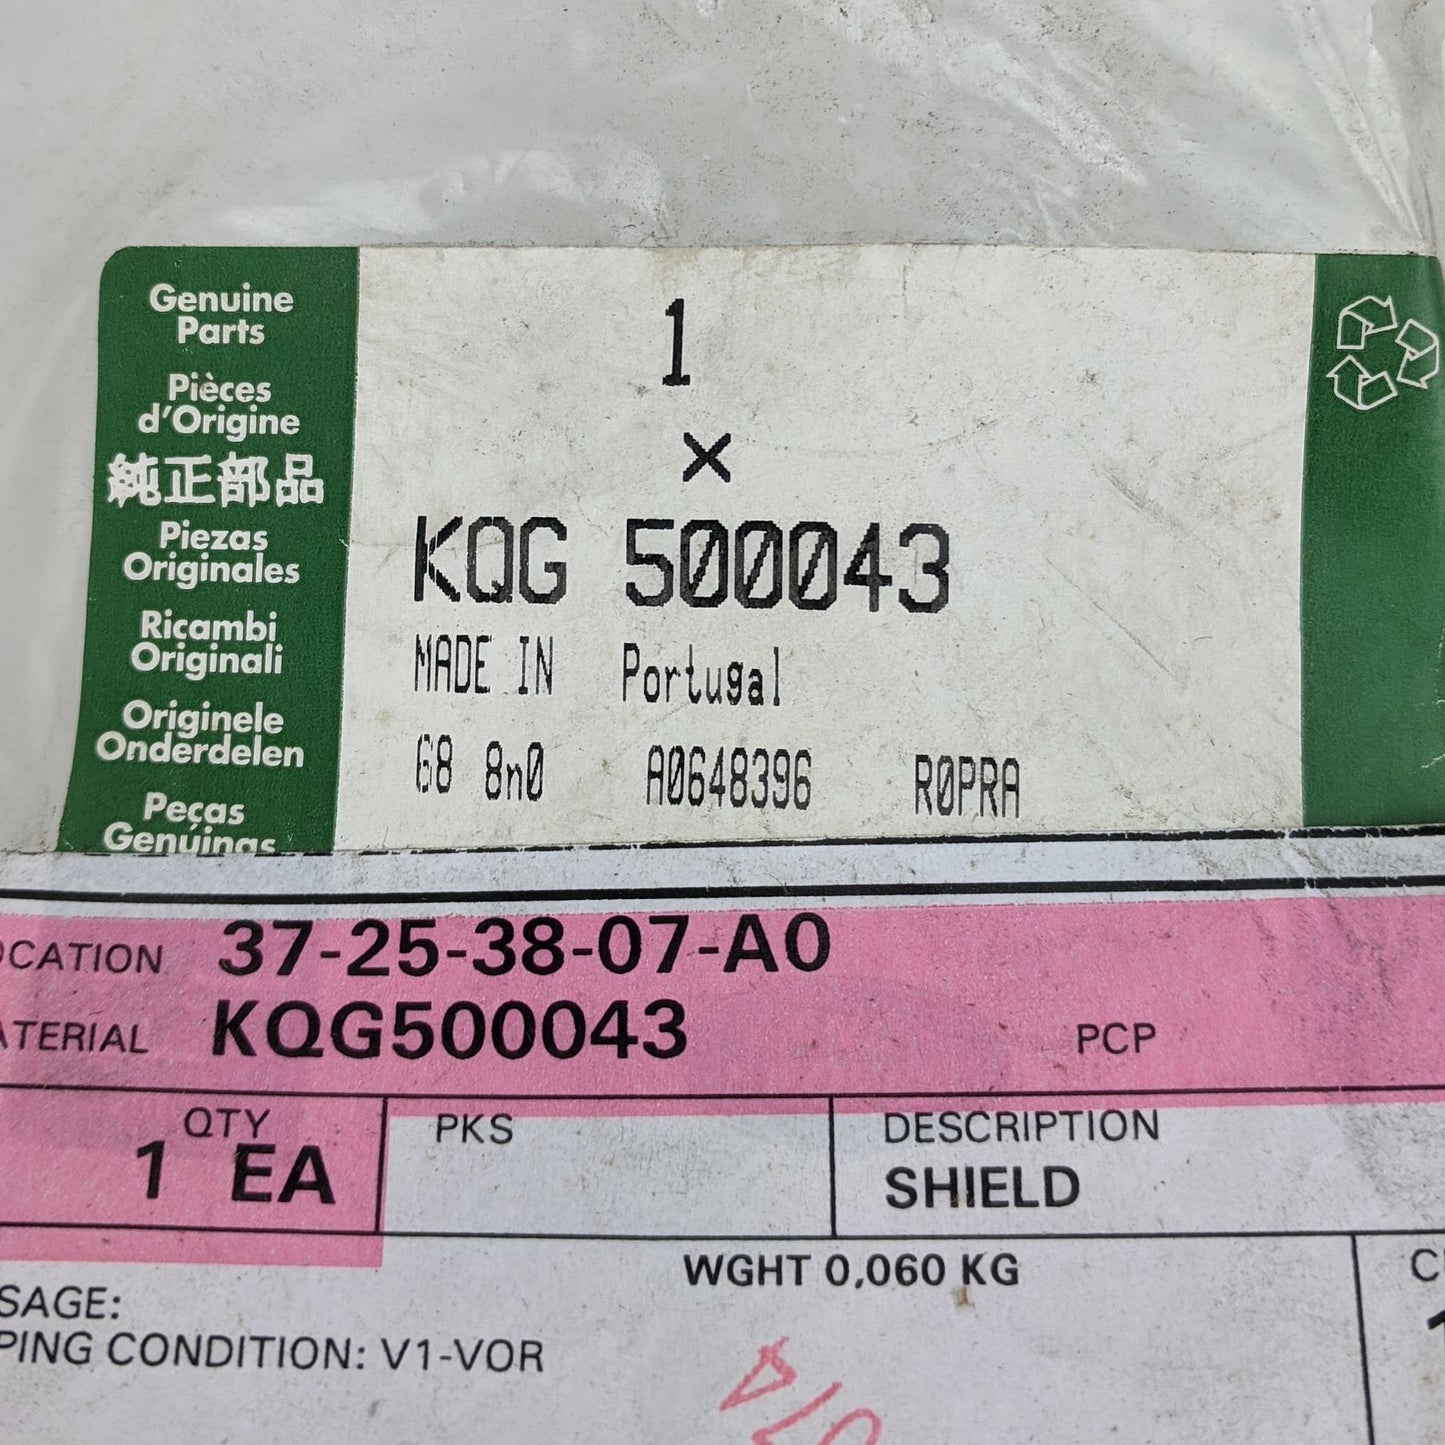 Genuine
Parts
Pièces
d'Origine
純正部品
Piezas
Originales
Ricambi
Originali
Originele
Onderdelen
Peças
Genúinas
1
×
KQG 500043
MADE IN Portugal
68 8n0 A0648396 R0PRA
OCATION 37-25-38-07-A0
ATERIAL KQG500043 PCP
QTY
1 EA
PKS
DESCRIPTION
SHIELD
WGHT 0,060 KG
SAGE:
PING CONDITION: V1-VOR